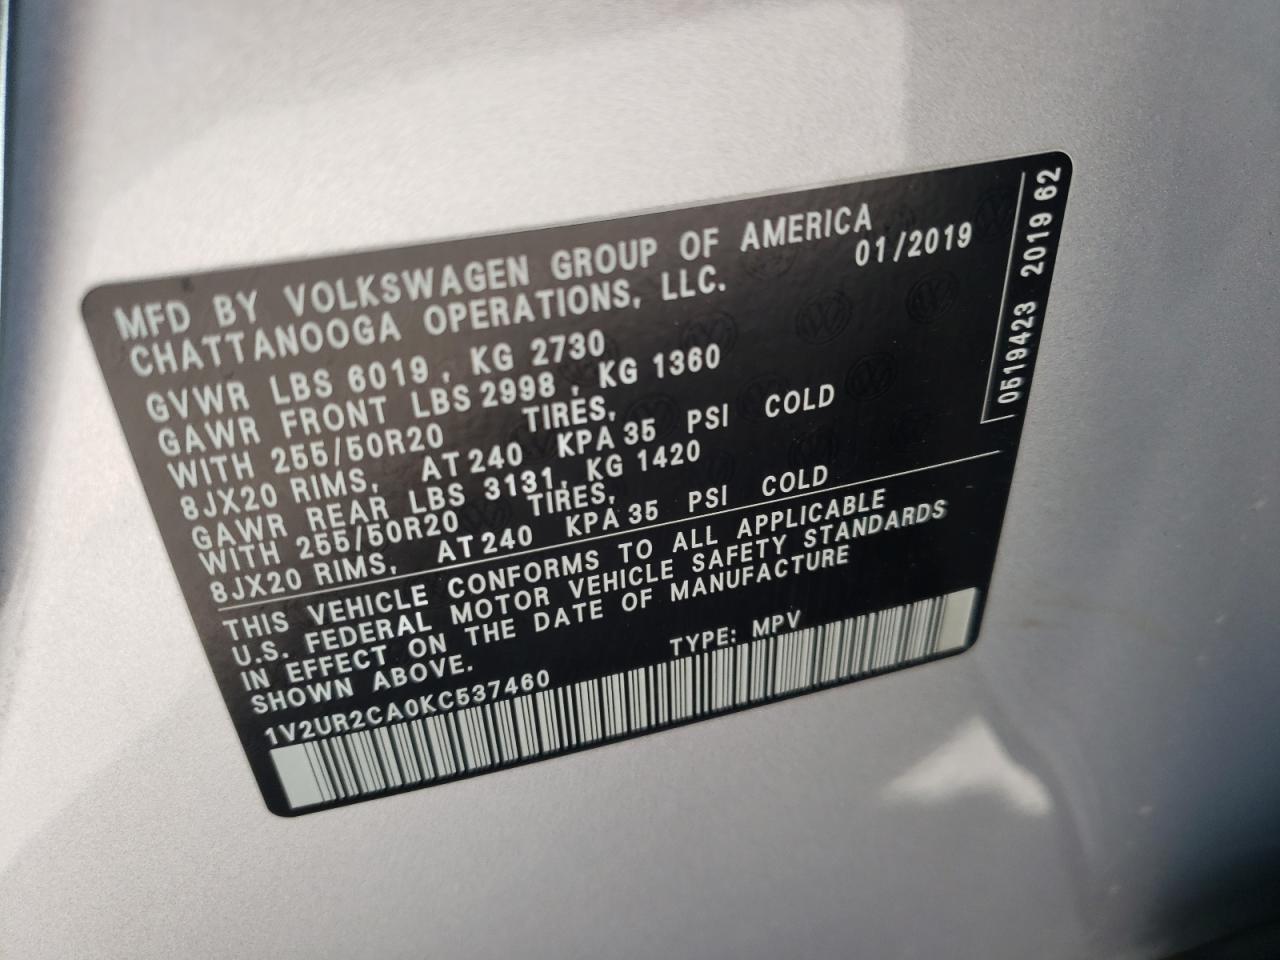 MFD BY VOLKSWAGEN GROUP OF AMERICA
CHATTANOOGA OPERATIONS, LLC. 01/2019
GVWR LBS 6019, KG 2730
GAWR FRONT LBS 2998, KG 1360
WITH 255/50R20 TIRES,
8JX20 RIMS, AT 240 KPA 35 PSI COLD
GAWR REAR LBS 3131, KG 1420
WITH 255/50R20 TIRES,
8JX20 RIMS, AT 240 KPA 35 PSI COLD
THIS VEHICLE CONFORMS TO ALL APPLICABLE
U.S. FEDERAL MOTOR VEHICLE SAFETY STANDARDS
IN EFFECT ON THE DATE OF MANUFACTURE
SHOWN ABOVE.
1V2UR2CA0KC537460 TYPE: MPV
0519423 2019 62